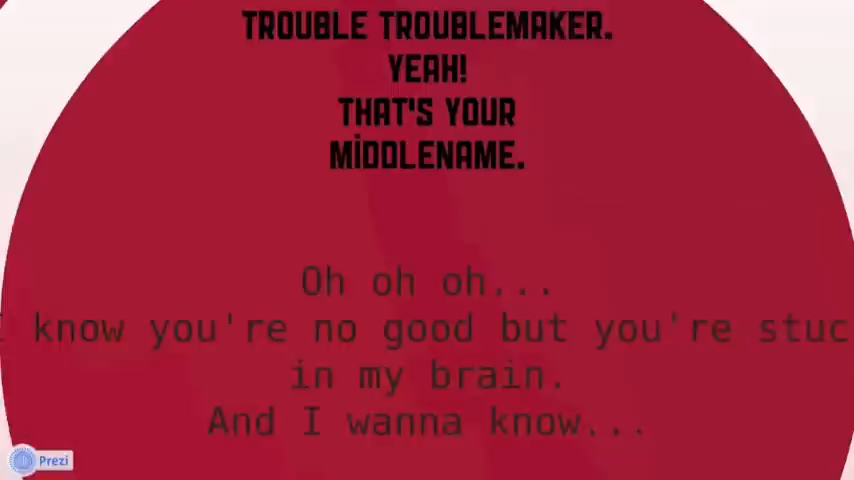 TROUBLE TROUBLEMAKER.
YEAH!
THAT'S YOUR
MİDDLENAME.
Oh oh oh...
I know you're no good but you're stuc
in my brain.
And I wanna know...
Prezi